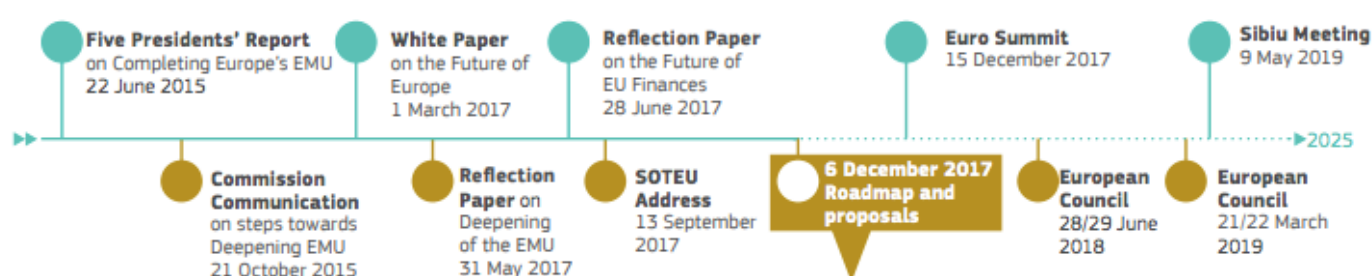 Five Presidents' Report
on Completing Europe's EMU
22 June 2015
White Paper
on the Future of
Europe
1 March 2017
Reflection Paper
on the Future of
EU Finances
28 June 2017
Euro Summit
15 December 2017
Sibiu Meeting
9 May 2019
2025
Commission
Communication
on steps towards
Deepening EMU
21 October 2015
Reflection
Paper on
Deepening
of the EMU
31 May 2017
SOTEU
Address
13 September
2017
6 December 2017
Roadmap and
proposals
European
Council
28/29 June
2018
European
Council
21/22 March
2019